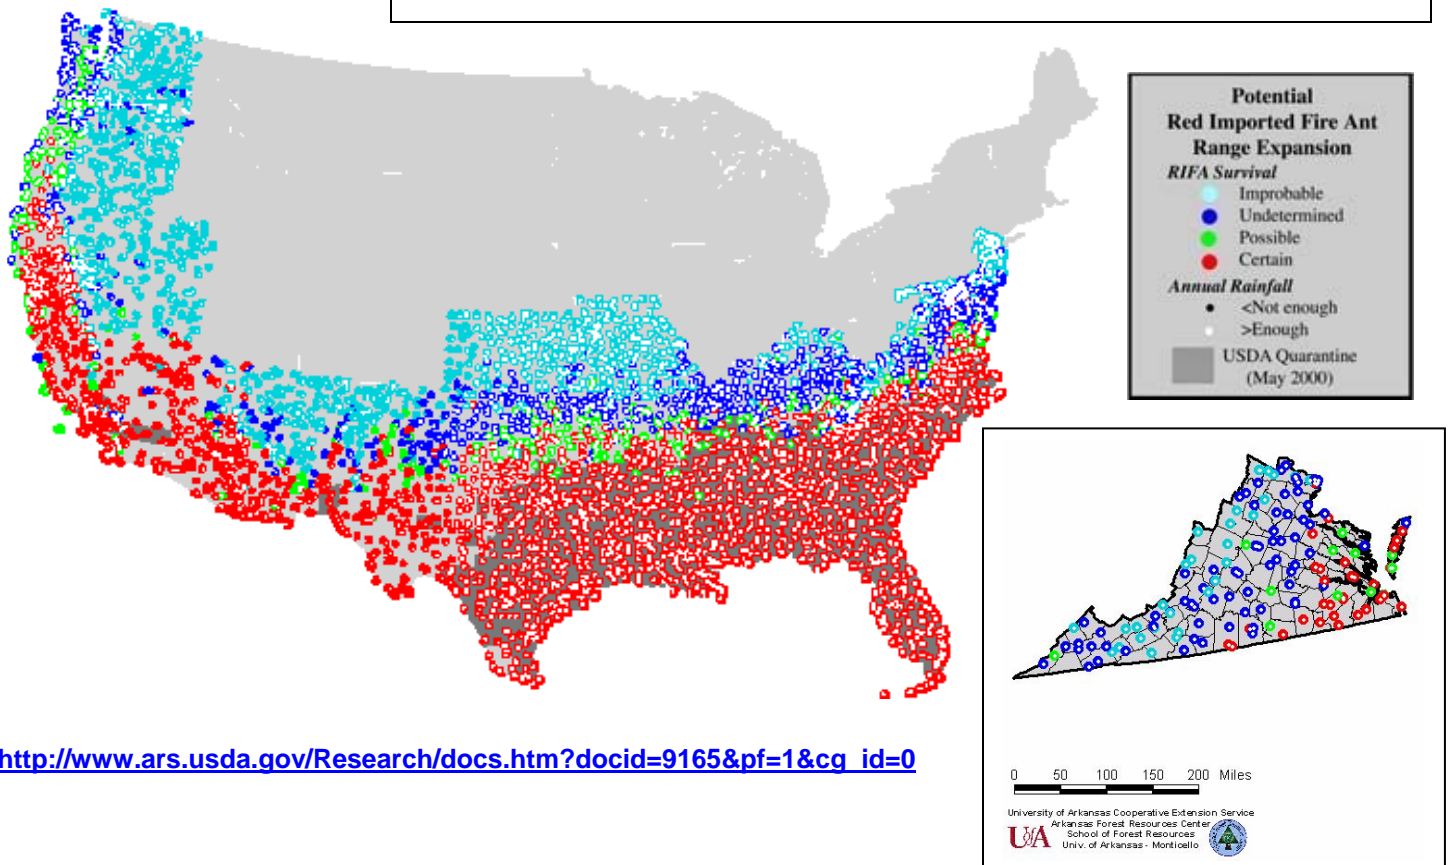 Potential
Red Imported Fire Ant
Range Expansion
RIFA Survival
Improbable
Undetermined
Possible
Certain
Annual Rainfall
<Not enough
>Enough
USDA Quarantine
(May 2000)
http://www.ars.usda.gov/Research/docs.htm?docid=9165&pf=1&cg_id=0
0 50 100 150 200 Miles
University of Arkansas Cooperative Extension Service
Arkansas Forest Resources Center
School of Forest Resources
Univ. of Arkansas - Monticello
UofA